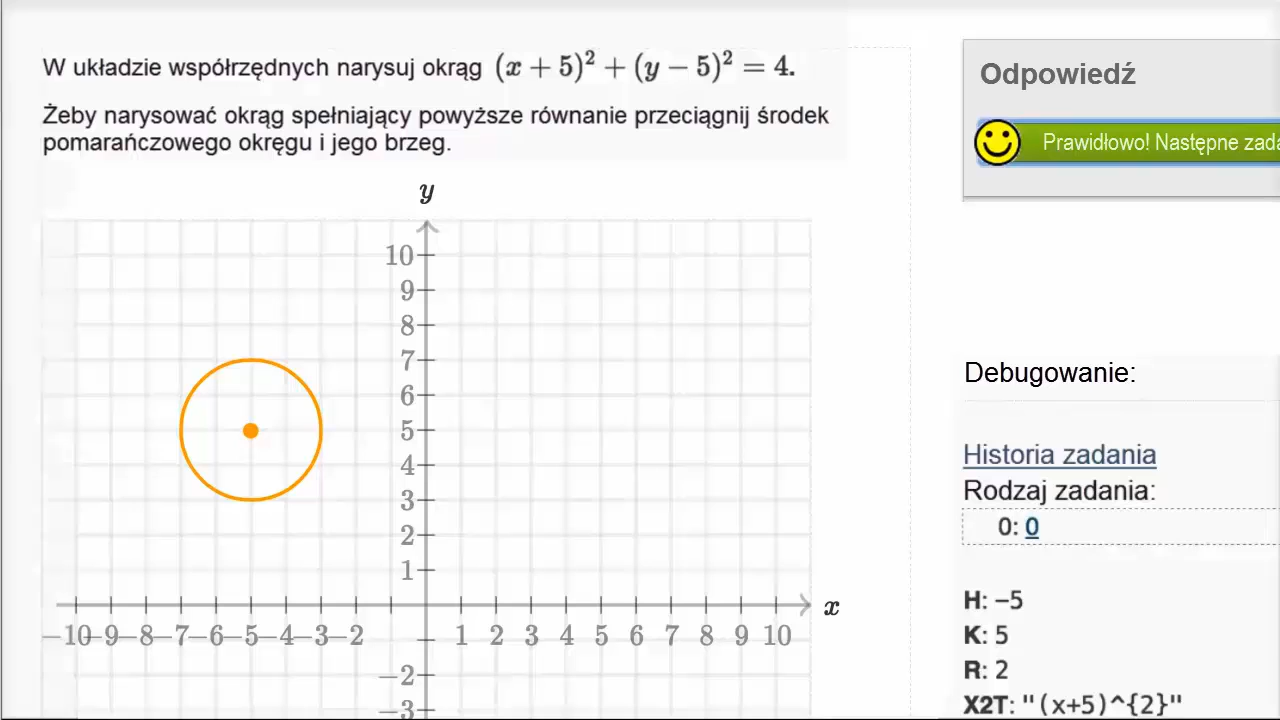 W układzie współrzędnych narysuj okrąg (x + 5)² + (y − 5)² = 4.
Żeby narysować okrąg spełniający powyższe równanie przeciągnij środek
pomarańczowego okręgu i jego brzeg.
y
10
9
8
7
6
5
4
3
2
1
x
−10 −9 −8 −7 −6 −5 −4 −3 −2 1 2 3 4 5 6 7 8 9 10
−2
−3
Odpowiedź
Prawidłowo! Następne zada
Debugowanie:
Historia zadania
Rodzaj zadania:
0: 0
H: −5
K: 5
R: 2
X2T: "(x+5)^{2}"